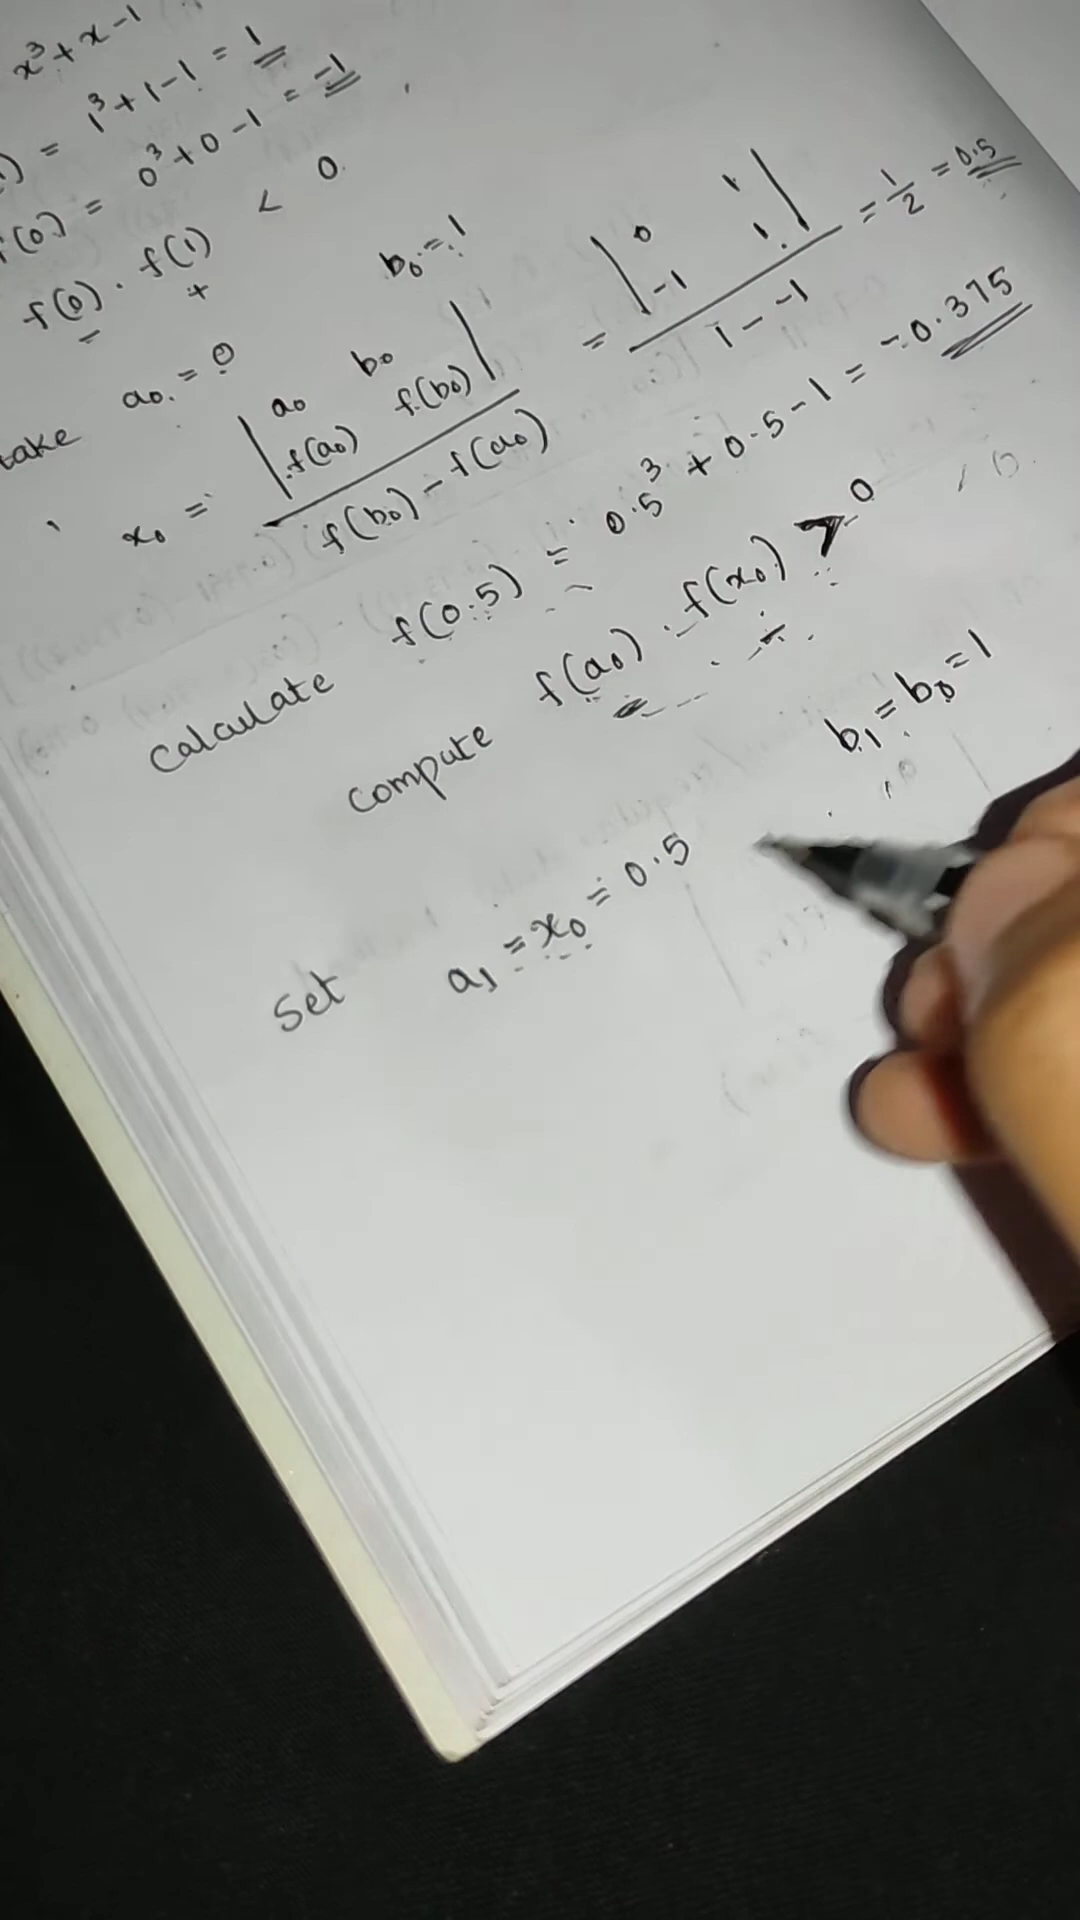 x³+x-1
1) = 1³+1-1 = 1
f(0) = 0³+0-1 = -1
f(0) . f(1) < 0.
- +
take a₀ = 0 b₀ = 1
x₀ = | a₀ b₀ | = | 0 1 | = 1/2 = 0.5
| f(a₀) f(b₀) | | -1 1 |
f(b₀) - f(a₀) 1 - -1
calculate f(0.5) = 0.5³ + 0.5 - 1 = -0.375
compute f(a₀) . f(x₀) > 0
set a₁ = x₀ = 0.5 b₁ = b₀ = 1